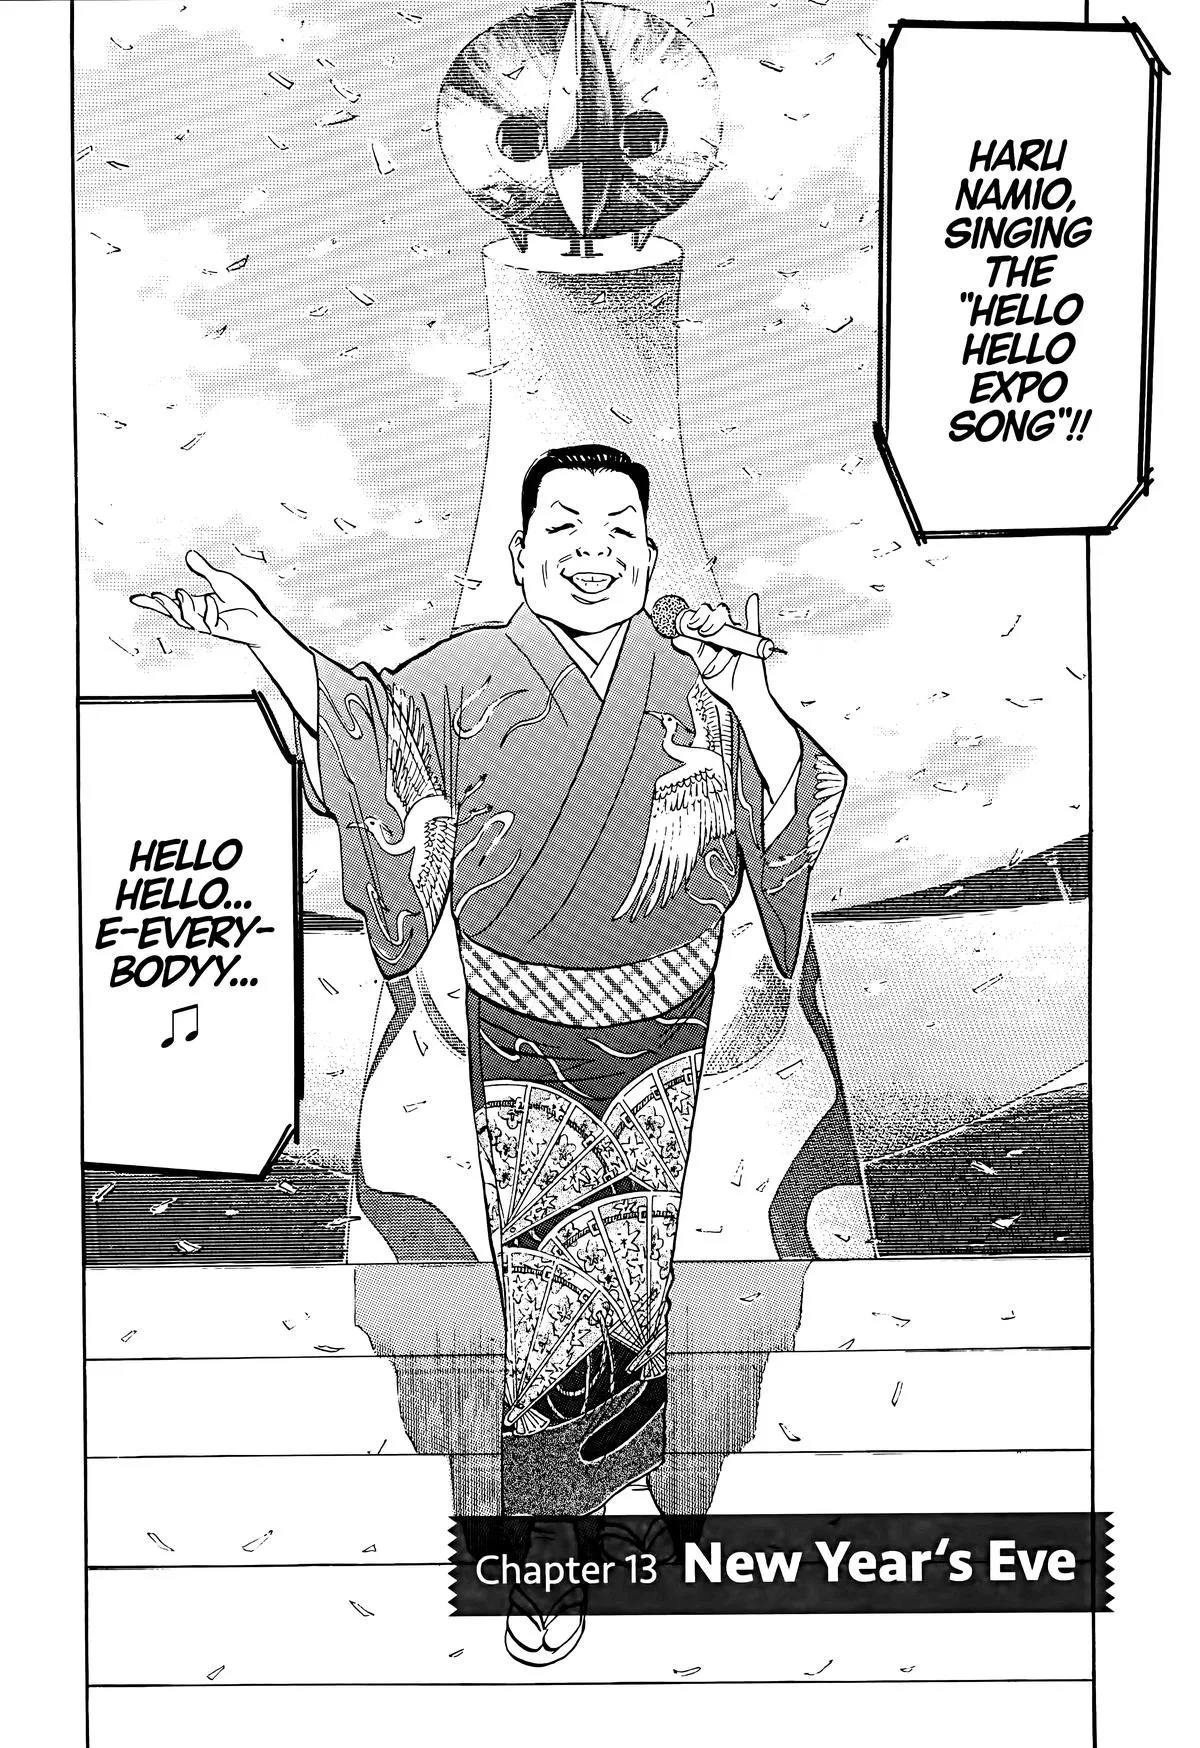 HARU
NAMIO,
SINGING
THE
"HELLO
HELLO
EXPO
SONG"!!
HELLO
HELLO...
E-EVERY-
BODYY...
♫
Chapter 13 New Year's Eve